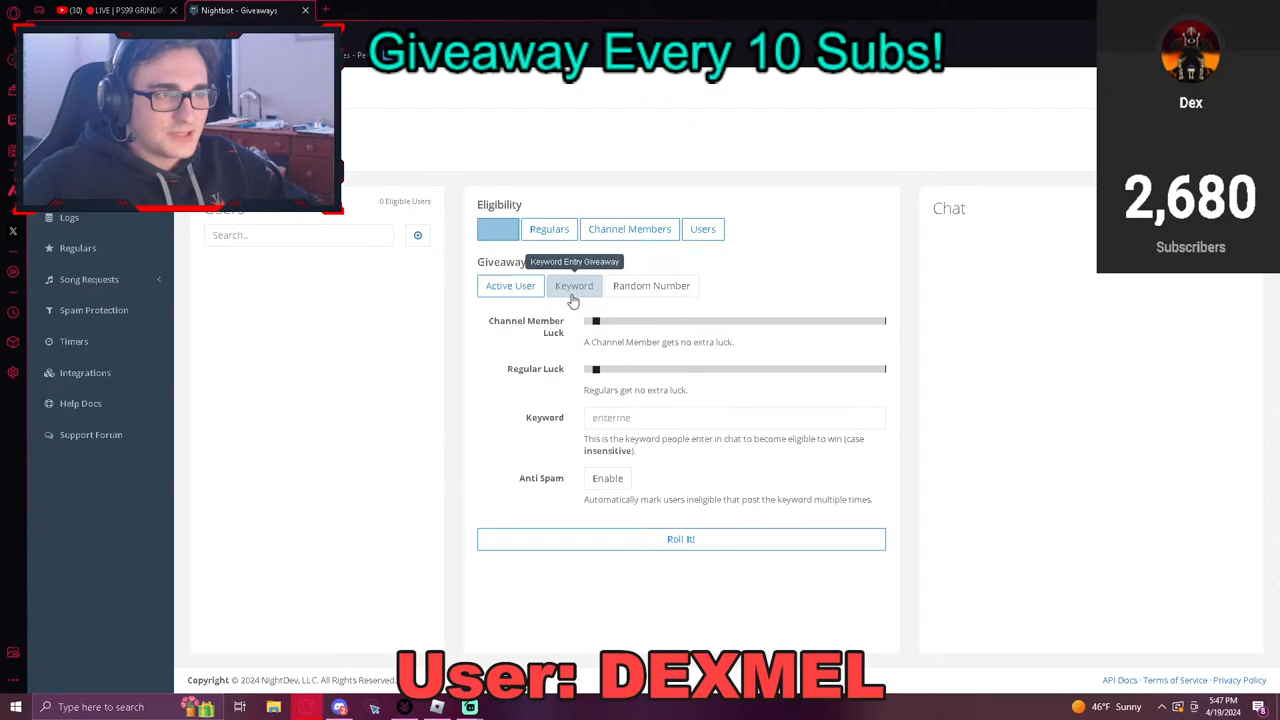 (30) 🔴 LIVE | PS99 GRINDIN
Nightbot - Giveaways
Giveaway Every 10 Subs!
Dex
2,680
Subscribers
0 Eligible Users
Search..
Logs
Regulars
Song Requests
Spam Protection
Timers
Integrations
Help Docs
Support Forum
Eligibility
Regulars
Channel Members
Users
Giveaway
Keyword Entry Giveaway
Active User
Keyword
Random Number
Channel Member Luck
A Channel Member gets no extra luck.
Regular Luck
Regulars get no extra luck.
Keyword
enterme
This is the keyword people enter in chat to become eligible to win (case
insensitive).
Anti Spam
Enable
Automatically mark users ineligible that post the keyword multiple times.
Roll It!
Chat
User: DEXMEL
Copyright © 2024 NightDev, LLC. All Rights Reserved.
API Docs · Terms of Service · Privacy Policy
Type here to search
46°F Sunny
5:47 PM
4/19/2024
8